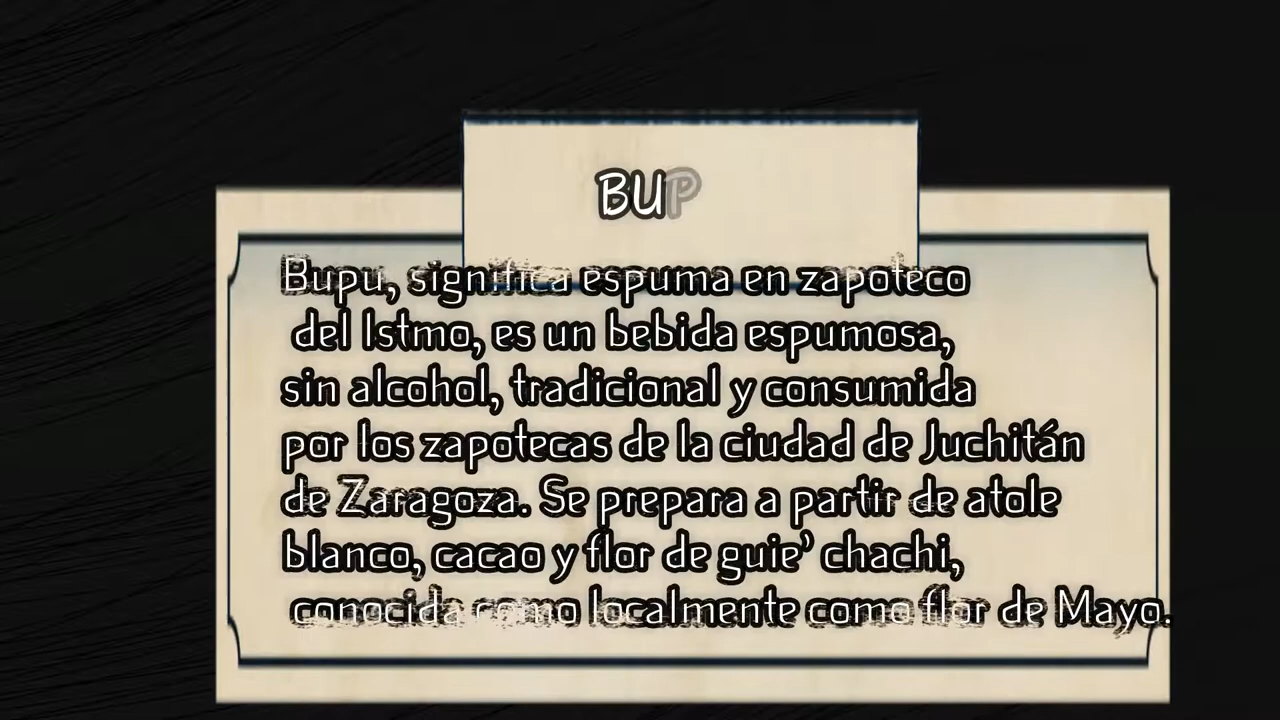 BUP
Bupu, significa espuma en zapoteco
del Istmo, es un bebida espumosa,
sin alcohol, tradicional y consumida
por los zapotecas de la ciudad de Juchitán
de Zaragoza. Se prepara a partir de atole
blanco, cacao y flor de guie’ chachi,
conocida como localmente como flor de Mayo.